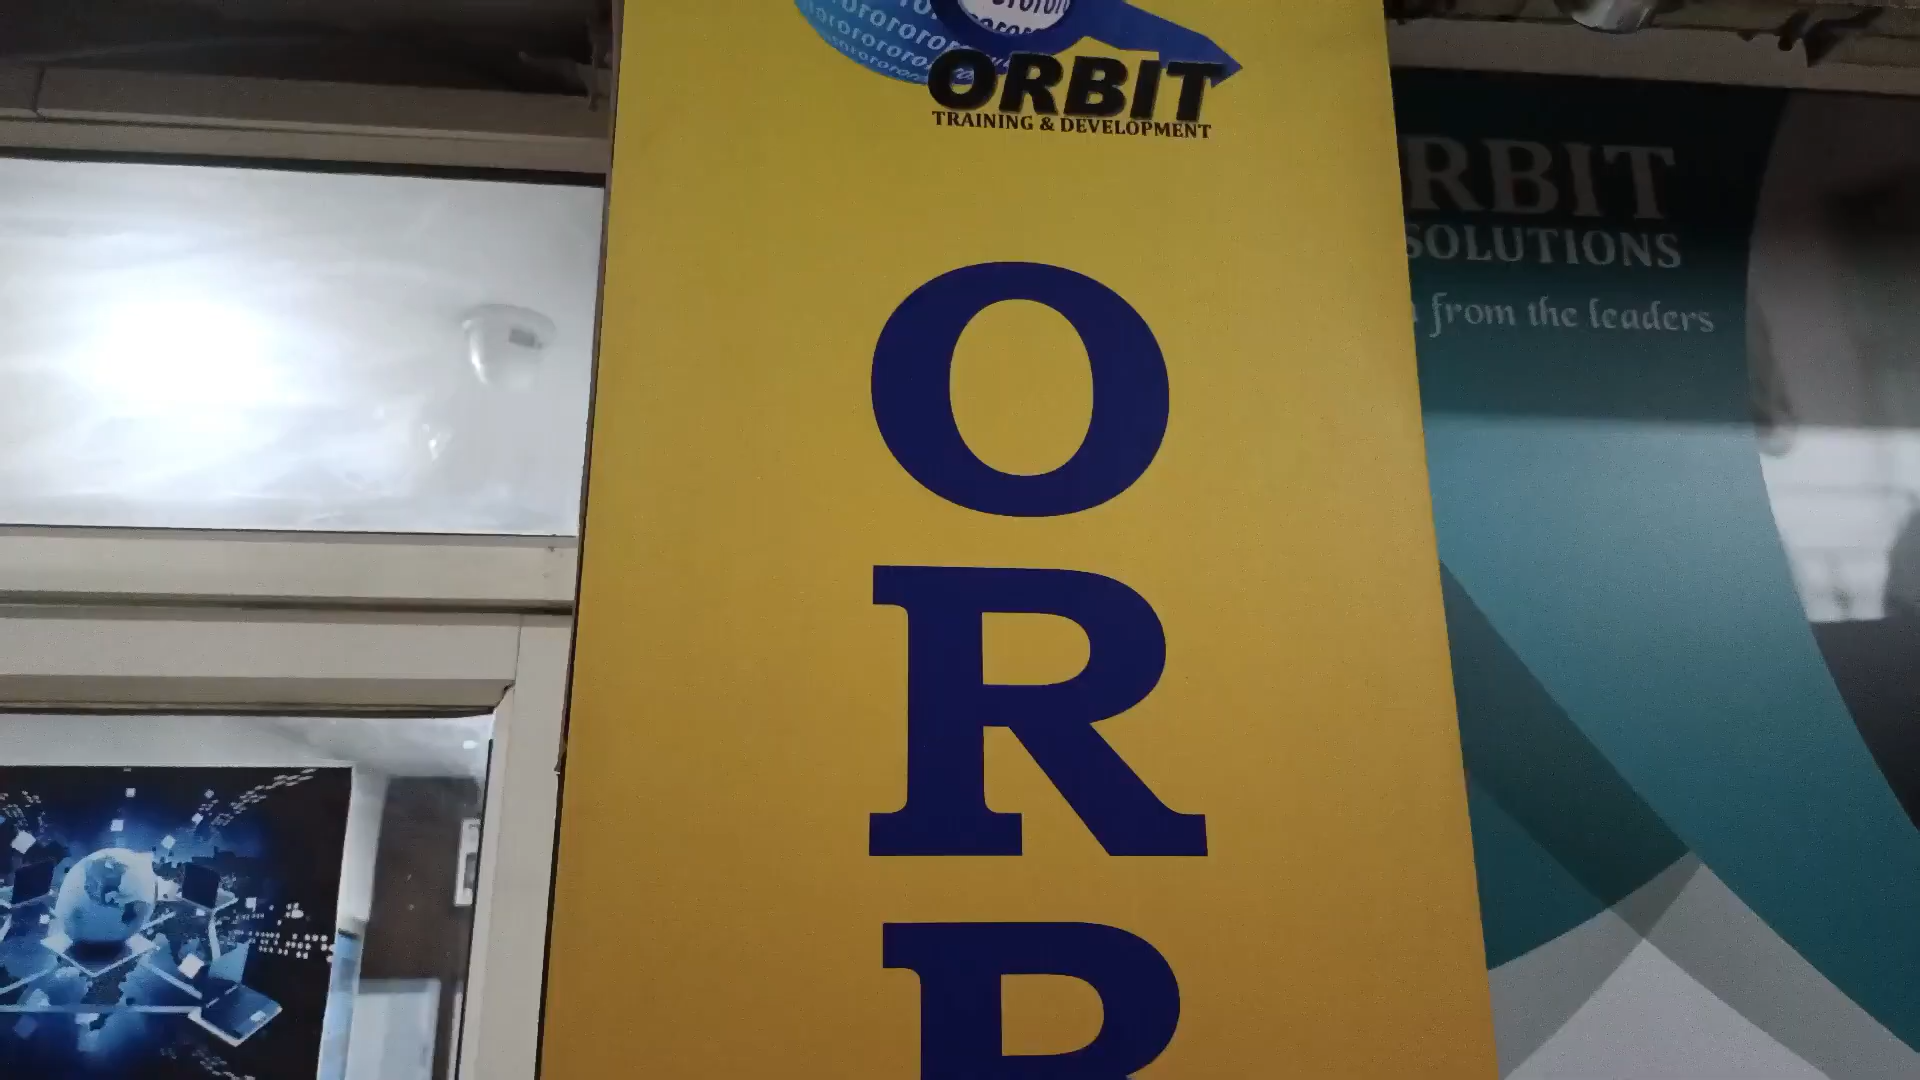 ORBIT
TRAINING & DEVELOPMENT
O
R
B
RBIT
SOLUTIONS
from the leaders